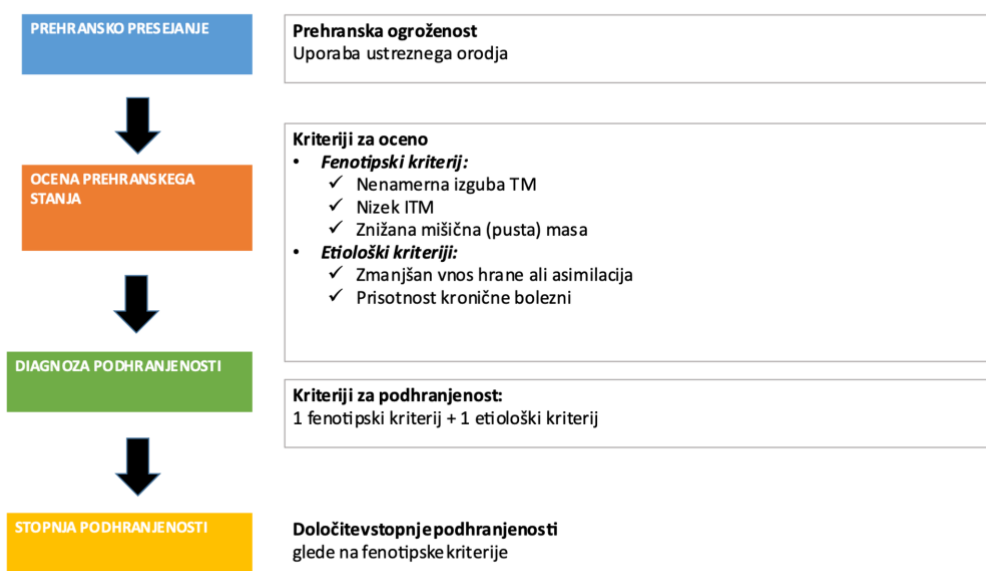 PREHRANSKO PRESEJANJE
Prehranska ogroženost
Uporaba ustreznega orodja
OCENA PREHRANSKEGA
STANJA
Kriteriji za oceno
• Fenotipski kriterij:
✓ Nenamerna izguba TM
✓ Nizek ITM
✓ Znižana mišična (pusta) masa
• Etiološki kriteriji:
✓ Zmanjšan vnos hrane ali asimilacija
✓ Prisotnost kronične bolezni
DIAGNOZA PODHRANJENOSTI
Kriteriji za podhranjenost:
1 fenotipski kriterij + 1 etiološki kriterij
STOPNJA PODHRANJENOSTI
Določitevstopnjepodhranjenosti
glede na fenotipskekriterije